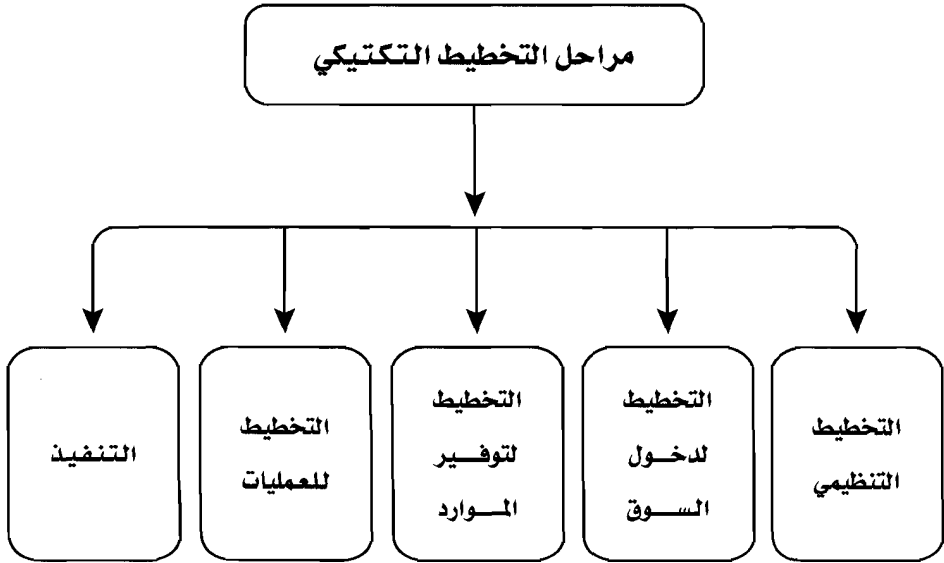 مراحل التخطيط التكتيكي
التخطيط
التنظيمي
التخطيط
لدخول
السوق
التخطيط
لتوفير
الموارد
التخطيط
للعمليات
التنفيذ